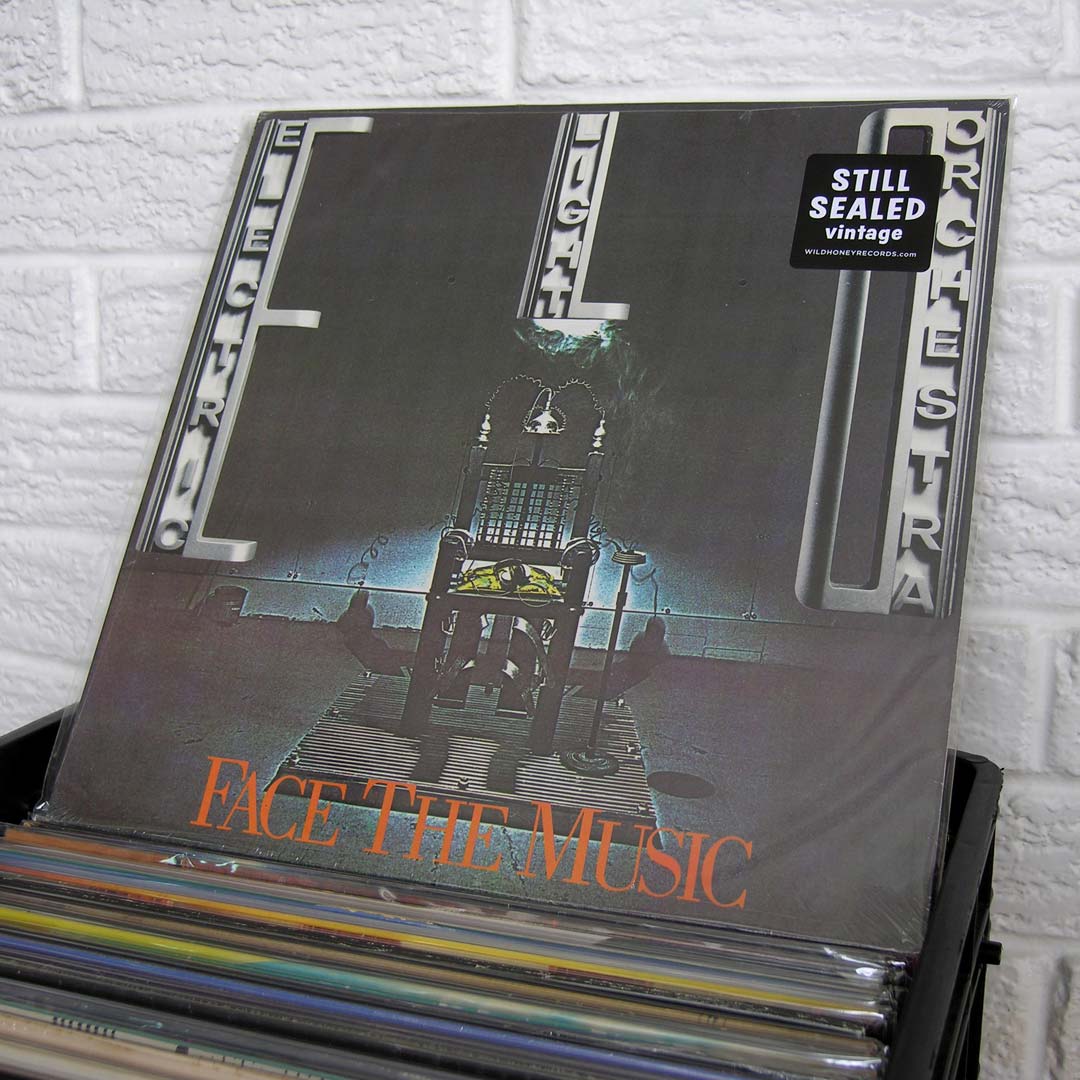 E L O
ELECTRIC
LIGHT
ORCHESTRA
STILL
SEALED
vintage
WILDHONEYRECORDS.com
FACE THE MUSIC